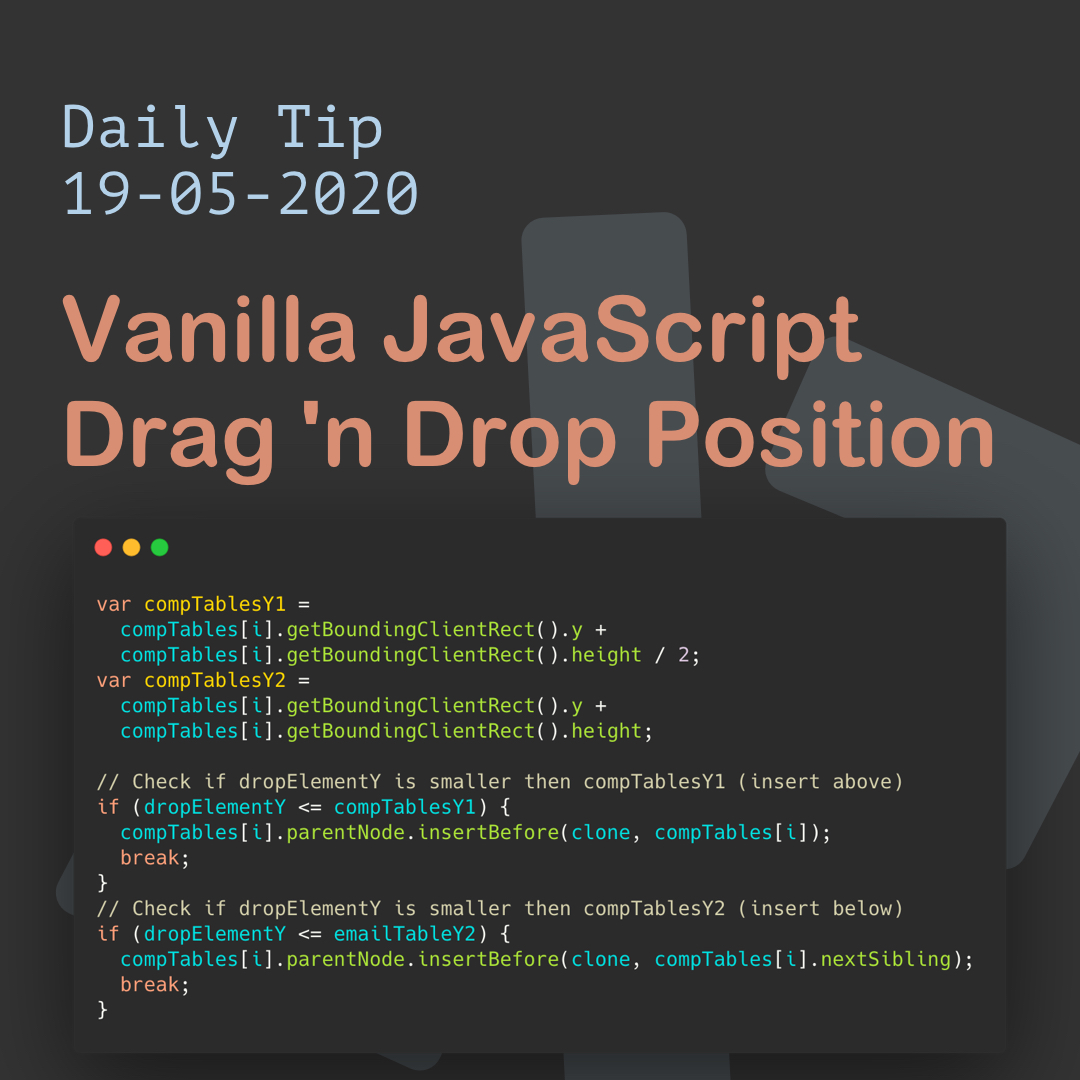 Daily Tip
19-05-2020
Vanilla JavaScript
Drag 'n Drop Position
var compTablesY1 =
  compTables[i].getBoundingClientRect().y +
  compTables[i].getBoundingClientRect().height / 2;
var compTablesY2 =
  compTables[i].getBoundingClientRect().y +
  compTables[i].getBoundingClientRect().height;
// Check if dropElementY is smaller then compTablesY1 (insert above)
if (dropElementY <= compTablesY1) {
  compTables[i].parentNode.insertBefore(clone, compTables[i]);
  break;
}
// Check if dropElementY is smaller then compTablesY2 (insert below)
if (dropElementY <= emailTableY2) {
  compTables[i].parentNode.insertBefore(clone, compTables[i].nextSibling);
  break;
}